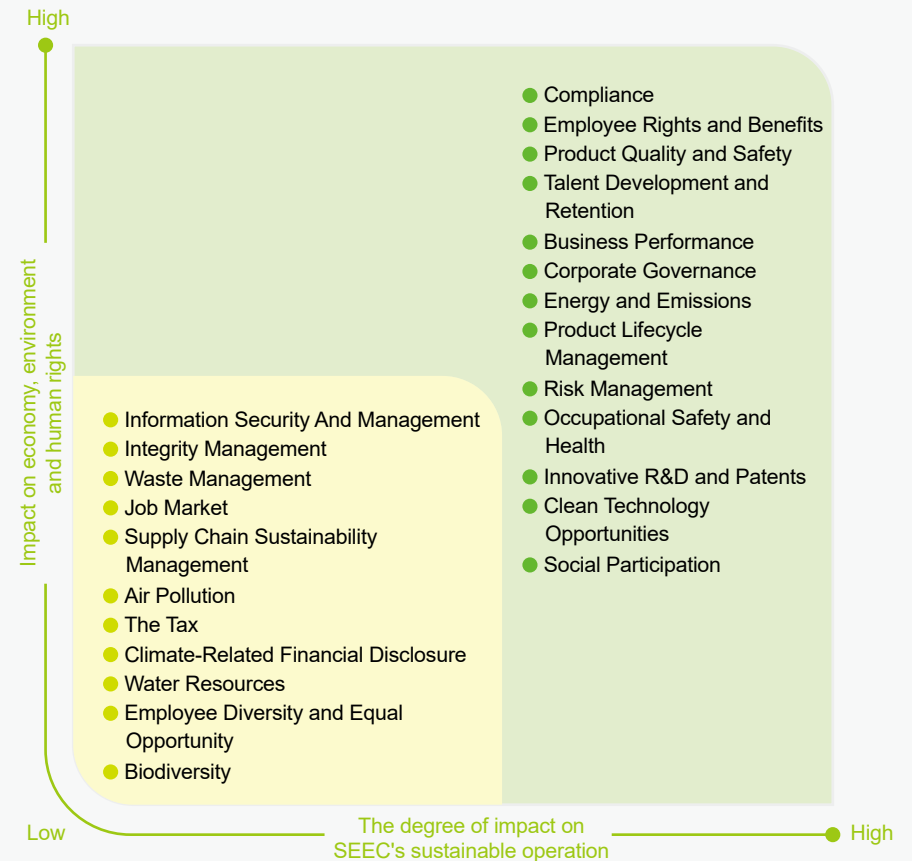 High
Impact on economy, environment
and human rights
Compliance
Employee Rights and Benefits
Product Quality and Safety
Talent Development and
Retention
Business Performance
Corporate Governance
Energy and Emissions
Product Lifecycle
Management
Risk Management
Occupational Safety and
Health
Innovative R&D and Patents
Clean Technology
Opportunities
Social Participation
Information Security And Management
Integrity Management
Waste Management
Job Market
Supply Chain Sustainability
Management
Air Pollution
The Tax
Climate-Related Financial Disclosure
Water Resources
Employee Diversity and Equal
Opportunity
Biodiversity
Low
The degree of impact on
SEEC's sustainable operation
High